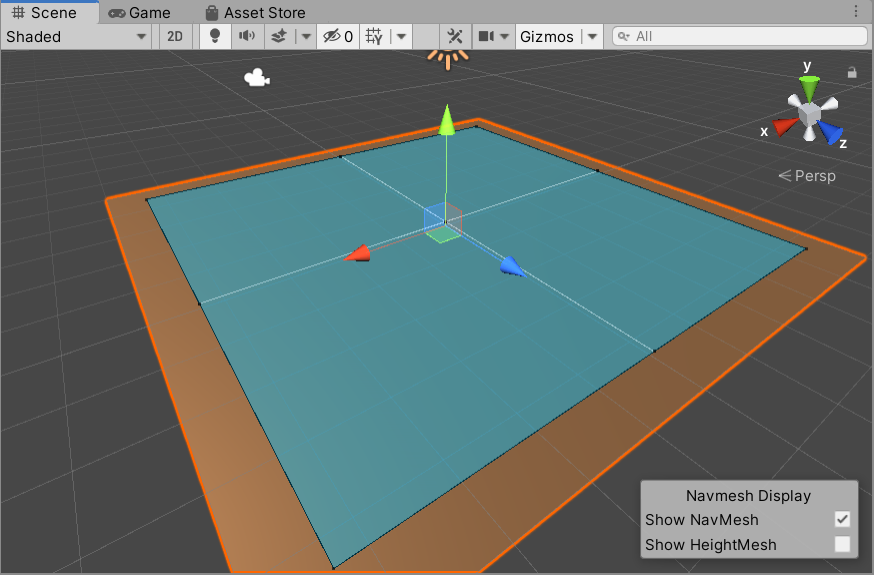 Scene Game Asset Store
Shaded 2D 0 Gizmos All
y
x
z
Persp
Navmesh Display
Show NavMesh
Show HeightMesh